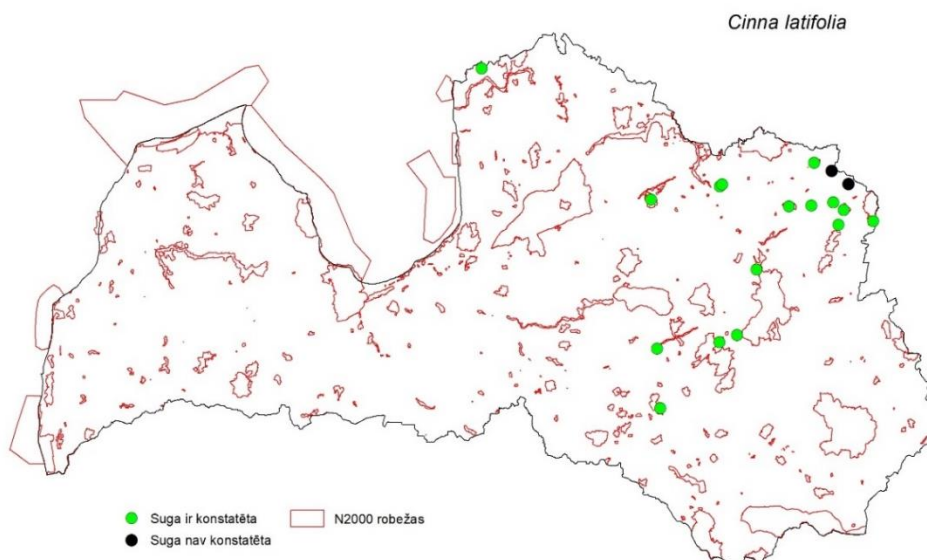 Cinna latifolia
Suga ir konstatēta
N2000 robežas
Suga nav konstatēta